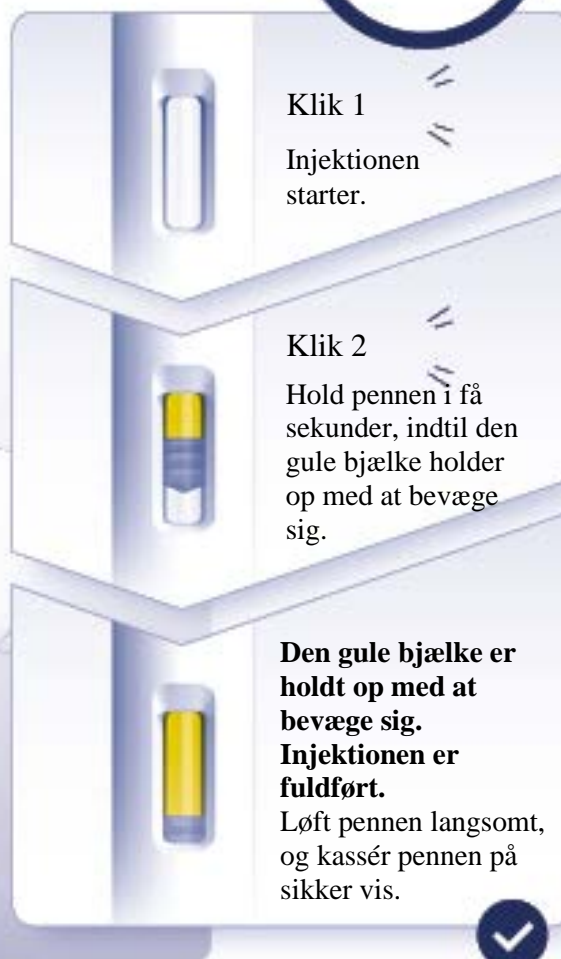 Klik 1
Injektionen
starter.
Klik 2
Hold pennen i få
sekunder, indtil den
gule bjælke holder
op med at bevæge
sig.
Den gule bjælke er
holdt op med at
bevæge sig.
Injektionen er
fuldført.
Løft pennen langsomt,
og kassér pennen på
sikker vis.